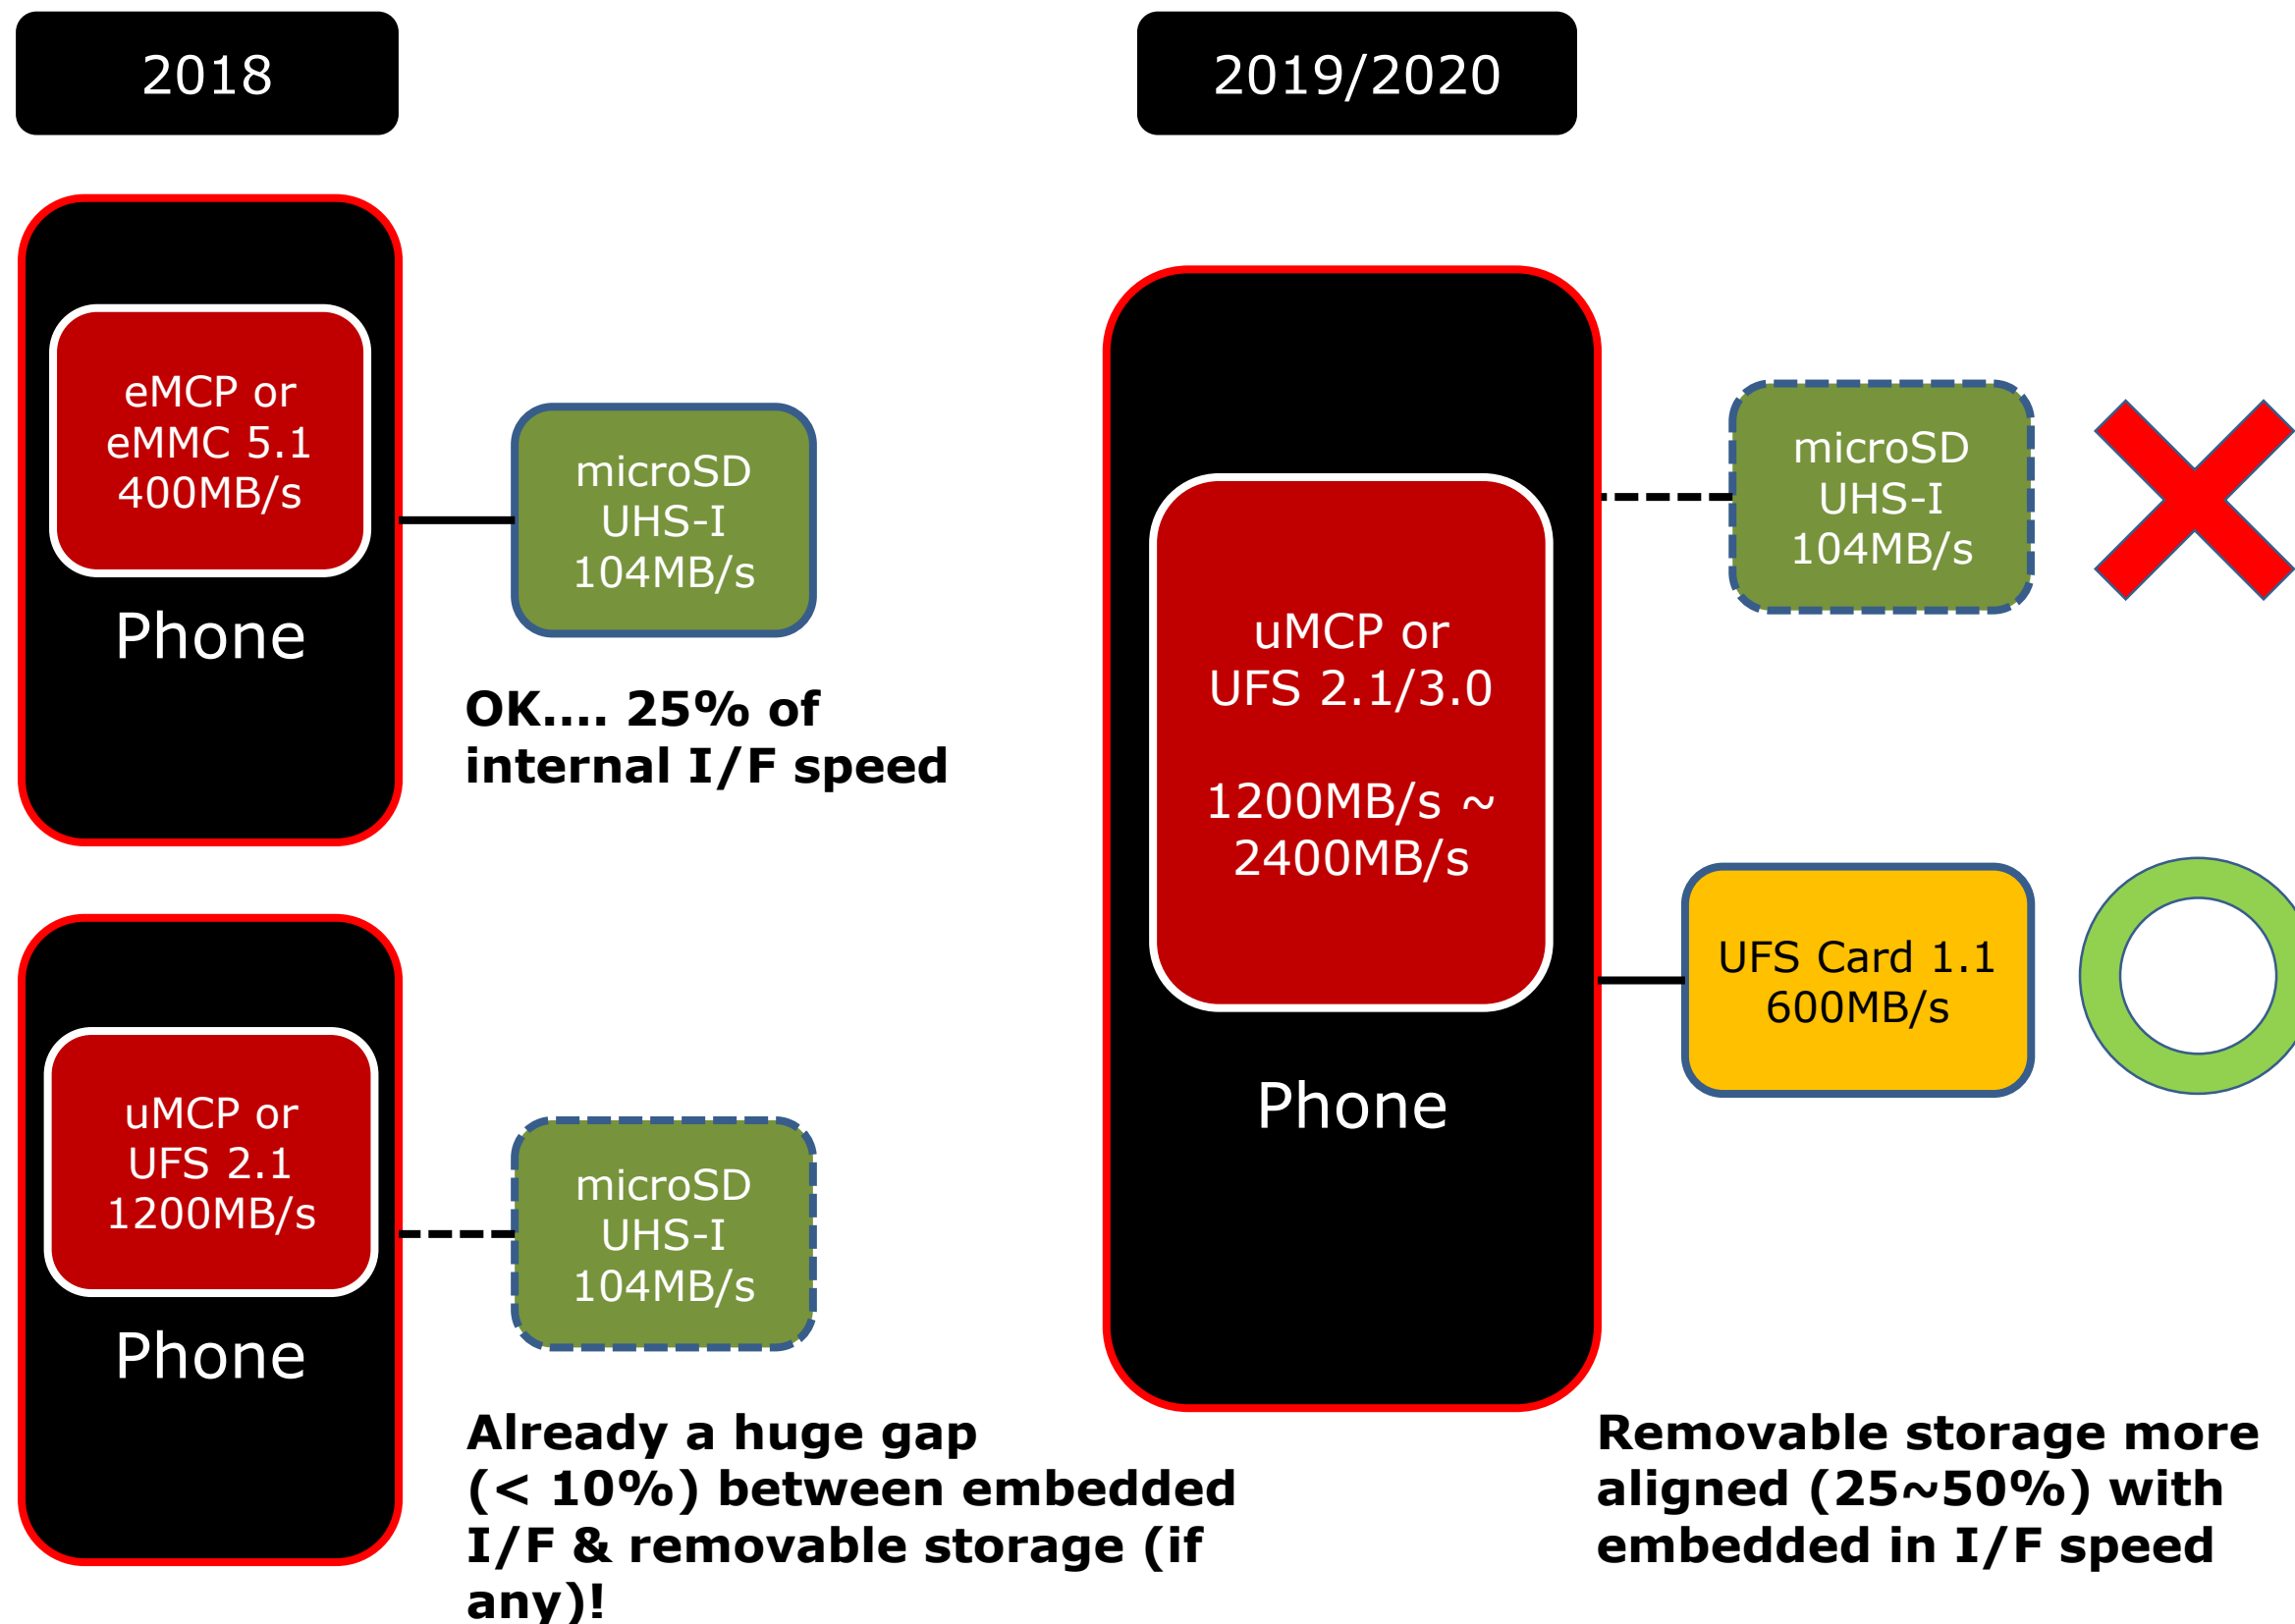 2018
eMCP or
eMMC 5.1
400MB/s
Phone
microSD
UHS-I
104MB/s
OK.... 25% of
internal I/F speed
uMCP or
UFS 2.1
1200MB/s
Phone
microSD
UHS-I
104MB/s
Already a huge gap
(< 10%) between embedded
I/F & removable storage (if
any)!
2019/2020
uMCP or
UFS 2.1/3.0
1200MB/s ~
2400MB/s
Phone
microSD
UHS-I
104MB/s
UFS Card 1.1
600MB/s
Removable storage more
aligned (25~50%) with
embedded in I/F speed